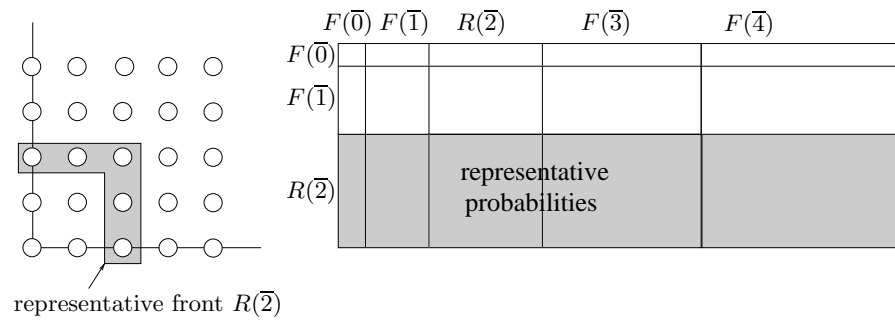 F(0̅) F(1̅) R(2̅) F(3̅) F(4̅)
F(0̅)
F(1̅)
R(2̅)
representative
probabilities
representative front R(2̅)